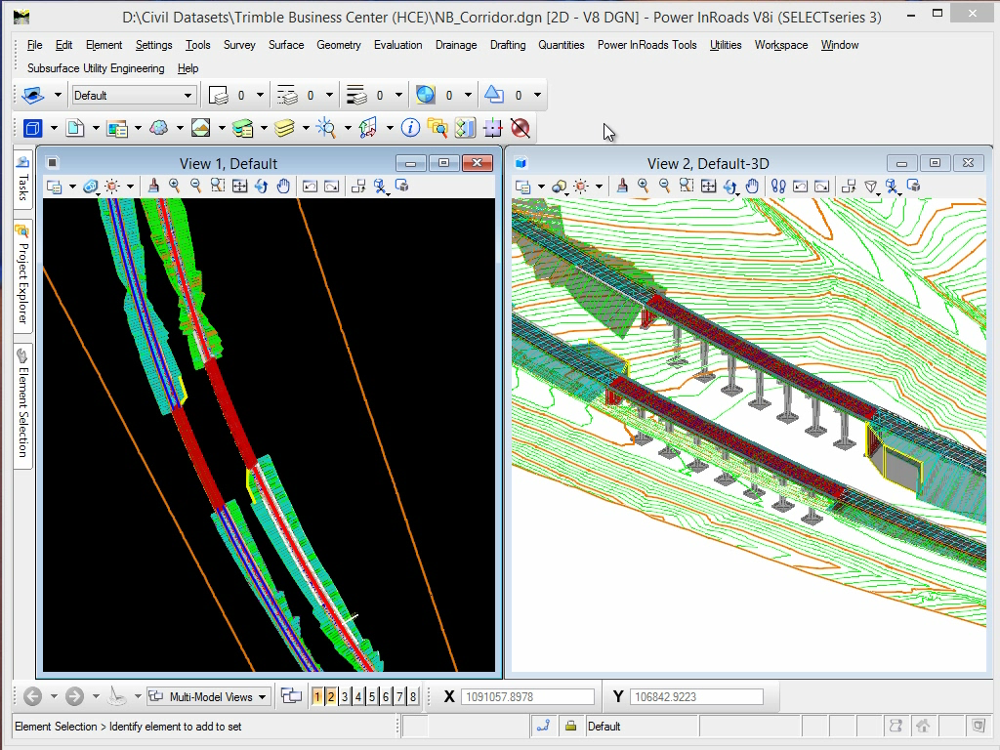 D:\Civil Datasets\Trimble Business Center (HCE)\NB_Corridor.dgn [2D - V8 DGN] - Power InRoads V8i (SELECTseries 3)
File Edit Element Settings Tools Survey Surface Geometry Evaluation Drainage Drafting Quantities Power InRoads Tools Utilities Workspace Window
Subsurface Utility Engineering Help
Default 0 0 0 0 0
View 1, Default
View 2, Default-3D
Tasks
Project Explorer
Element Selection
Multi-Model Views 1 2 3 4 5 6 7 8 X 1091057.8978 Y 106842.9223
Element Selection > Identify element to add to set Default